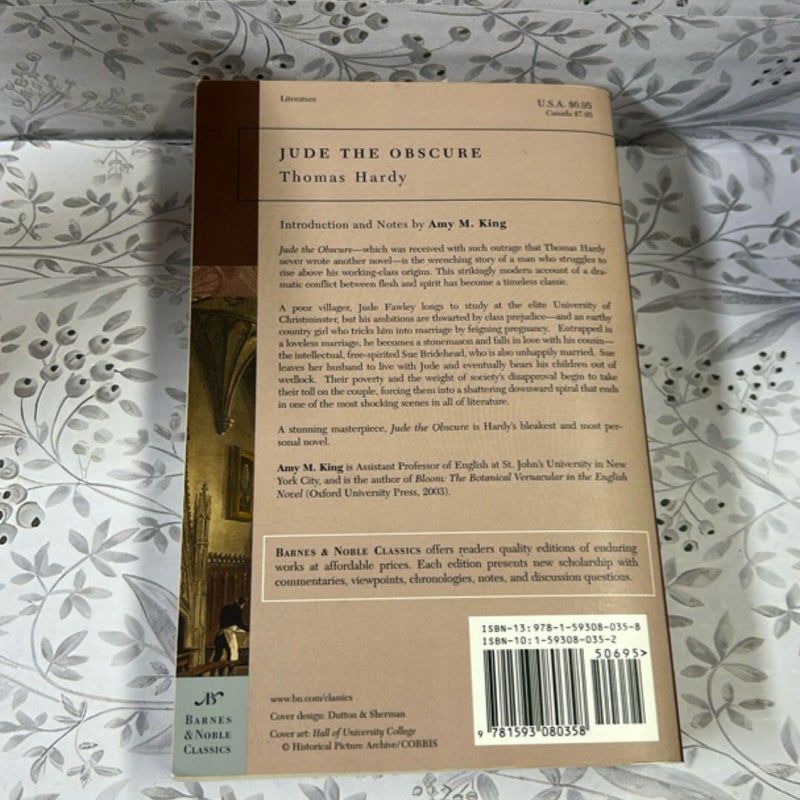 Literature
U.S.A. $6.95
Canada $7.95
JUDE THE OBSCURE
Thomas Hardy
Introduction and Notes by Amy M. King
Jude the Obscure—which was received with such outrage that Thomas Hardy
never wrote another novel—is the wrenching story of a man who struggles to
rise above his working-class origins. This strikingly modern account of a dra-
matic conflict between flesh and spirit has become a timeless classic.
A poor villager, Jude Fawley longs to study at the elite University of
Christminster, but his ambitions are thwarted by class prejudice—and an earthy
country girl who tricks him into marriage by feigning pregnancy. Entrapped in
a loveless marriage, he becomes a stonemason and falls in love with his cousin—
the intellectual, free-spirited Sue Bridehead, who is also unhappily married. Sue
leaves her husband to live with Jude and eventually bears his children out of
wedlock. Their poverty and the weight of society's disapproval begin to take
their toll on the couple, forcing them into a shattering downward spiral that ends
in one of the most shocking scenes in all of literature.
A stunning masterpiece, Jude the Obscure is Hardy's bleakest and most per-
sonal novel.
Amy M. King is Assistant Professor of English at St. John's University in New
York City, and is the author of Bloom: The Botanical Vernacular in the English
Novel (Oxford University Press, 2003).
BARNES & NOBLE CLASSICS offers readers quality editions of enduring
works at affordable prices. Each edition presents new scholarship with
commentaries, viewpoints, chronologies, notes, and discussion questions.
ISBN-13: 978-1-59308-035-8
ISBN-10: 1-59308-035-2
50695>
9 781593 080358
www.bn.com/classics
Cover design: Dutton & Sherman
Cover art: Hall of University College
© Historical Picture Archive/CORBIS
BN
BARNES
& NOBLE
CLASSICS